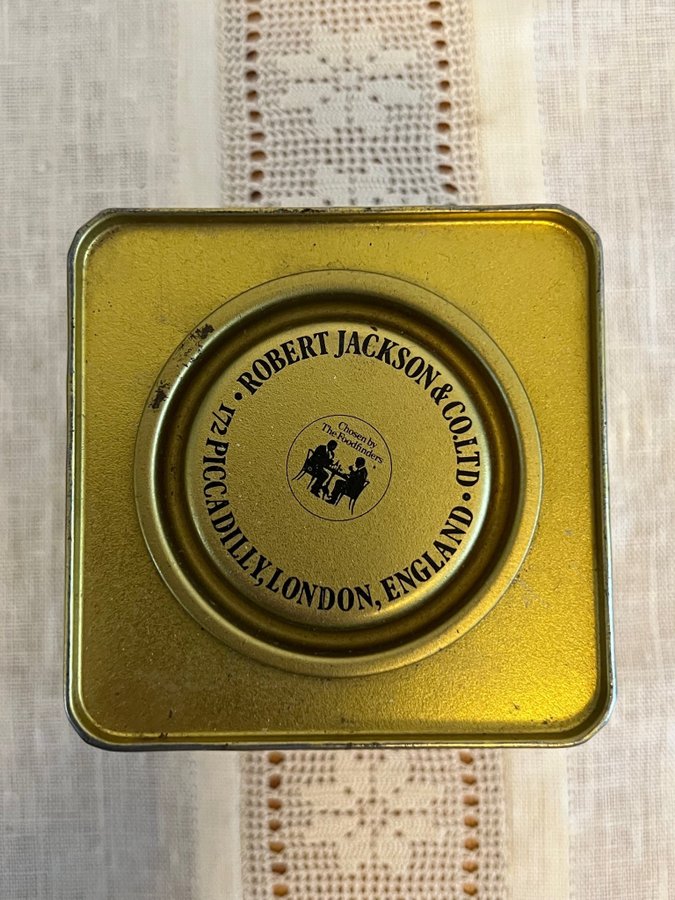 ROBERT JACKSON & CO.LTD •
172 PICCADILLY, LONDON, ENGLAND •
Chosen by
The Foodfinders